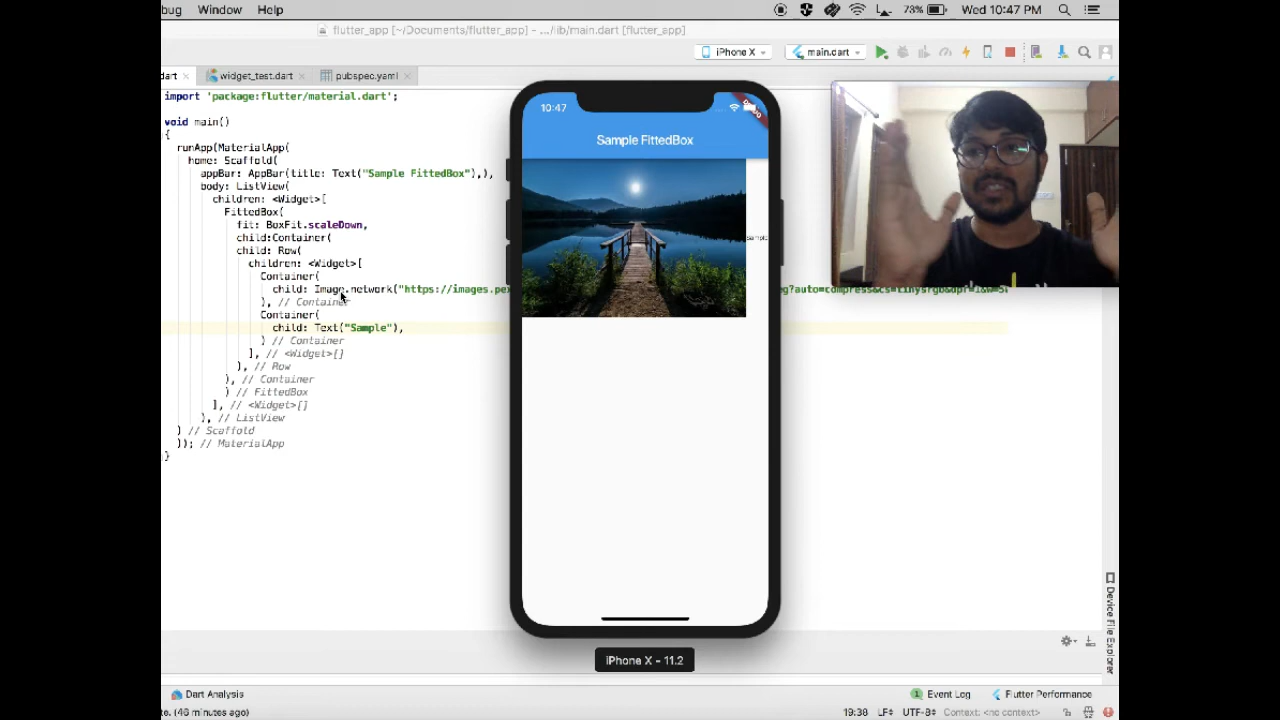 bug Window Help 73% Wed 10:47 PM
flutter_app [~/Documents/flutter_app] - .../lib/main.dart [flutter_app]
iPhone X main.dart
dart widget_test.dart pubspec.yaml
import 'package:flutter/material.dart';
void main()
{
runApp(MaterialApp(
home: Scaffold(
appBar: AppBar(title: Text("Sample FittedBox"),),
body: ListView(
children: <Widget>[
FittedBox(
fit: BoxFit.scaleDown,
child:Container(
child: Row(
children: <Widget>[
Container(
child: Image.network("https://images.pex
), // Container
Container(
child: Text("Sample"),
) // Container
], // <Widget>[]
), // Row
), // Container
) // FittedBox
], // <Widget>[]
), // ListView
) // Scaffold
)); // MaterialApp
}
10:47
Sample FittedBox
Sample
iPhone X – 11.2
Device File Explorer
Dart Analysis Event Log Flutter Performance
te. (46 minutes ago) 19:38 LF÷ UTF-8÷ Context: <no context>